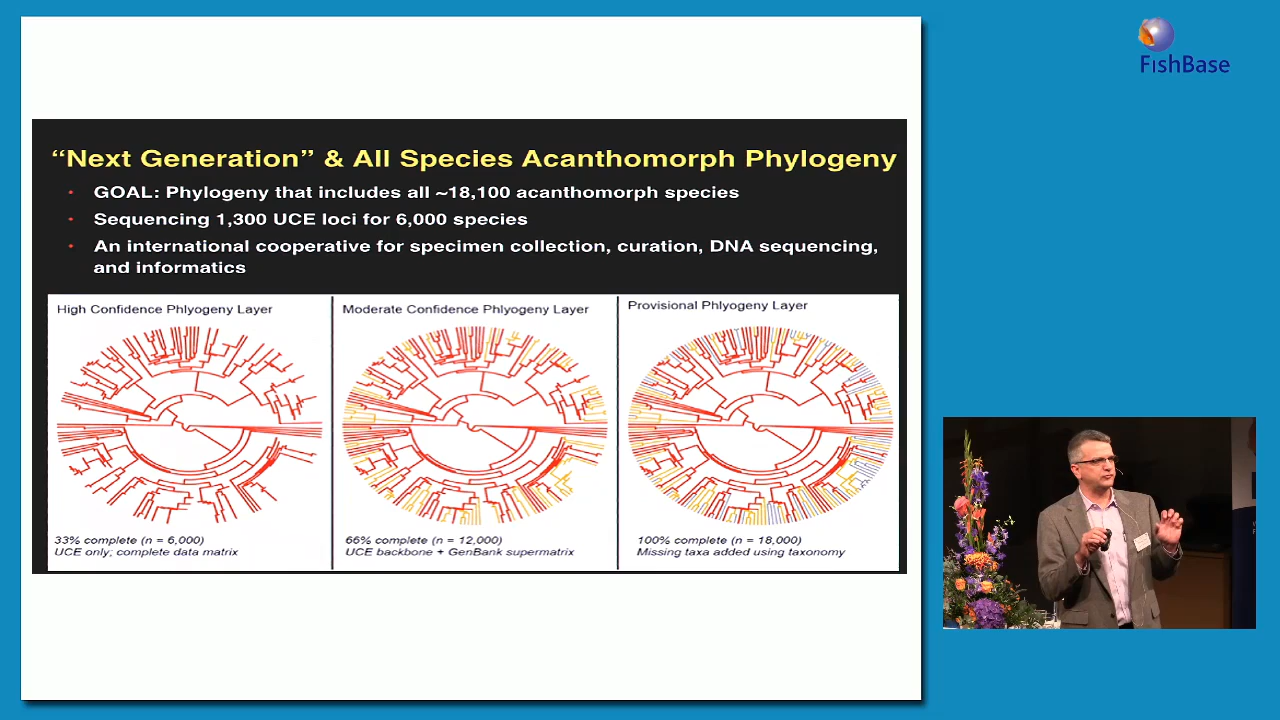 FishBase
“Next Generation” & All Species Acanthomorph Phylogeny
• GOAL: Phylogeny that includes all ~18,100 acanthomorph species
• Sequencing 1,300 UCE loci for 6,000 species
• An international cooperative for specimen collection, curation, DNA sequencing,
and informatics
High Confidence Phlyogeny Layer
Moderate Confidence Phlyogeny Layer
Provisional Phlyogeny Layer
33% complete (n = 6,000)
UCE only; complete data matrix
66% complete (n = 12,000)
UCE backbone + GenBank supermatrix
100% complete (n = 18,000)
Missing taxa added using taxonomy